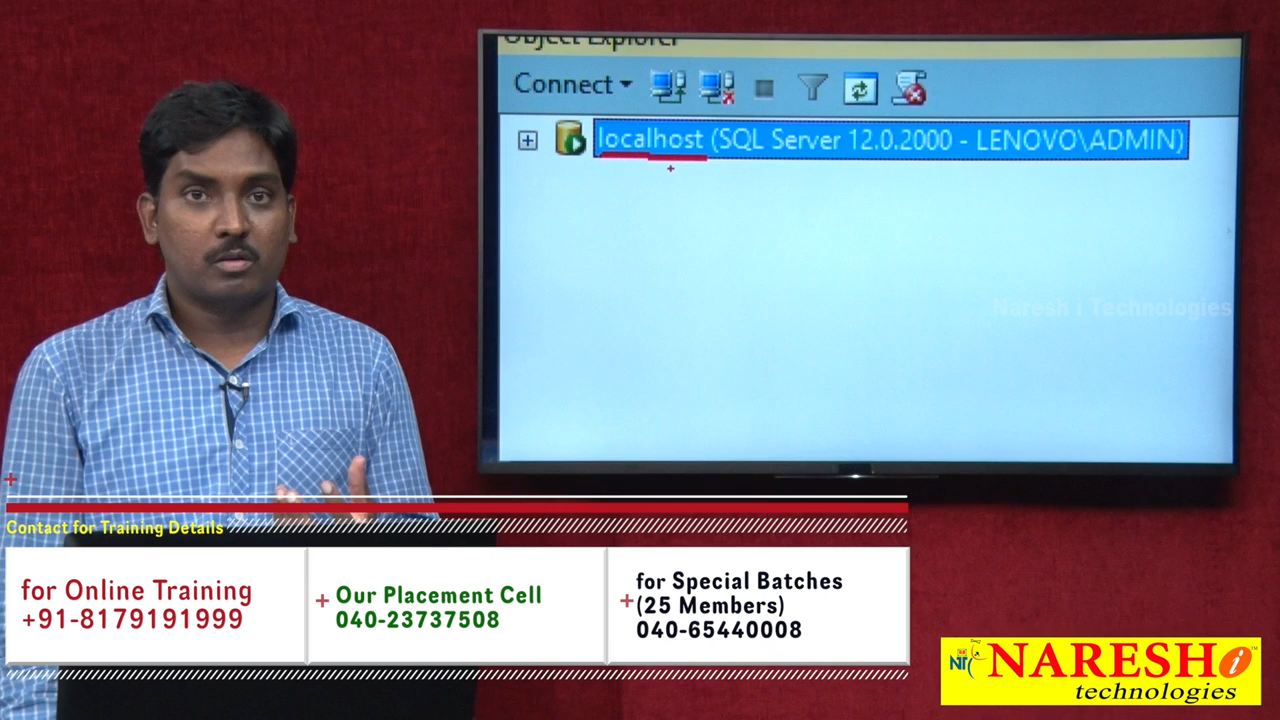 Object Explorer
Connect
localhost (SQL Server 12.0.2000 - LENOVO\ADMIN)
Naresh i Technologies
Contact for Training Details
for Online Training
+91-8179191999
Our Placement Cell
040-23737508
for Special Batches
(25 Members)
040-65440008
NARESH i
technologies